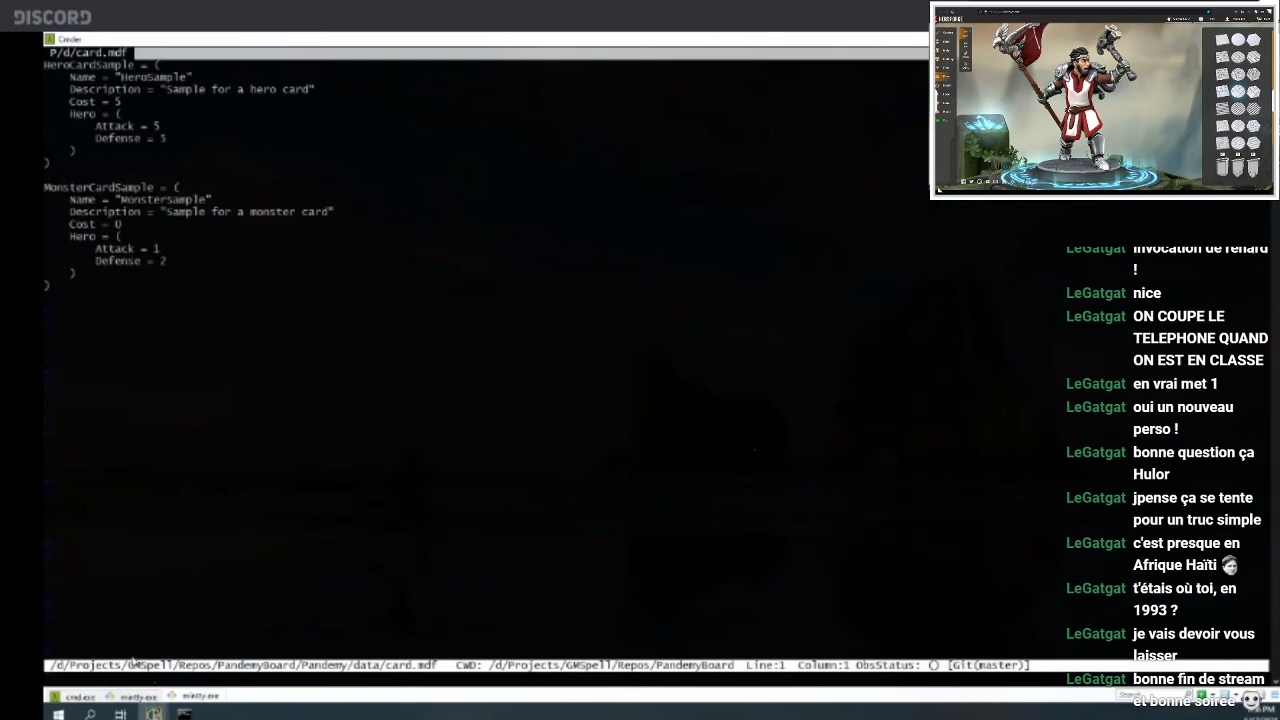 DISCORD
Cmder
P/d/card.mdf
HeroCardSample = (
Name = "HeroSample"
Description = "Sample for a hero card"
Cost = 5
Hero = (
Attack = 5
Defense = 5
)
)
MonsterCardSample = (
Name = "MonsterSample"
Description = "Sample for a monster card"
Cost = 0
Hero = (
Attack = 1
Defense = 2
)
)
/d/Projects/GMSpell/Repos/PandemyBoard/Pandemy/data/card.mdf CWD: /d/Projects/GMSpell/Repos/PandemyBoard Line:1 Column:1 ObsStatus: () [Git(master)]
cmd.exe mintty.exe mintty.exe
HEROFORGE
LeGatgat invocation de renard
!
LeGatgat nice
LeGatgat ON COUPE LE
TELEPHONE QUAND
ON EST EN CLASSE
LeGatgat en vrai met 1
LeGatgat oui un nouveau
perso !
LeGatgat bonne question ça
Hulor
LeGatgat jpense ça se tente
pour un truc simple
LeGatgat c'est presque en
Afrique Haïti
LeGatgat t'étais où toi, en
1993 ?
LeGatgat je vais devoir vous
laisser
LeGatgat bonne fin de stream
et bonne soirée